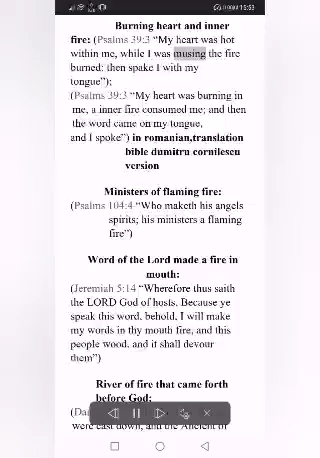 15:53
Burning heart and inner
fire: (Psalms 39:3 “My heart was hot
within me, while I was musing the fire
burned: then spake I with my
tongue”);
(Psalms 39:3 “My heart was burning in
me, a inner fire consumed me; and then
the word came on my tongue,
and I spoke”) in romanian,translation
bible dumitru cornilescu
version
Ministers of flaming fire:
(Psalms 104:4 “Who maketh his angels
spirits; his ministers a flaming
fire”)
Word of the Lord made a fire in
mouth:
(Jeremiah 5:14 “Wherefore thus saith
the LORD God of hosts, Because ye
speak this word, behold, I will make
my words in thy mouth fire, and this
people wood, and it shall devour
them”)
River of fire that came forth
before God:
were cast down, and the Ancient of